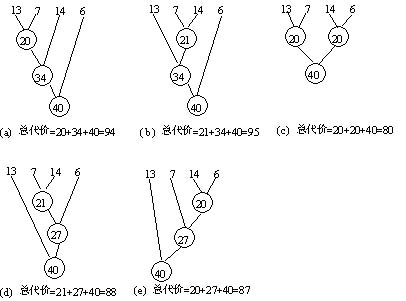 13 7 14 6 13 7 14 6 13 7 14 6
20 21 20 20
34 34 40
40 40
(a) 总代价=20+34+40=94 (b) 总代价=21+34+40=95 (c) 总代价=20+20+40=80
13 7 14 6 13 7 14 6
21 20
27 27
40 40
(d) 总代价=21+27+40=88 (e) 总代价=20+27+40=87